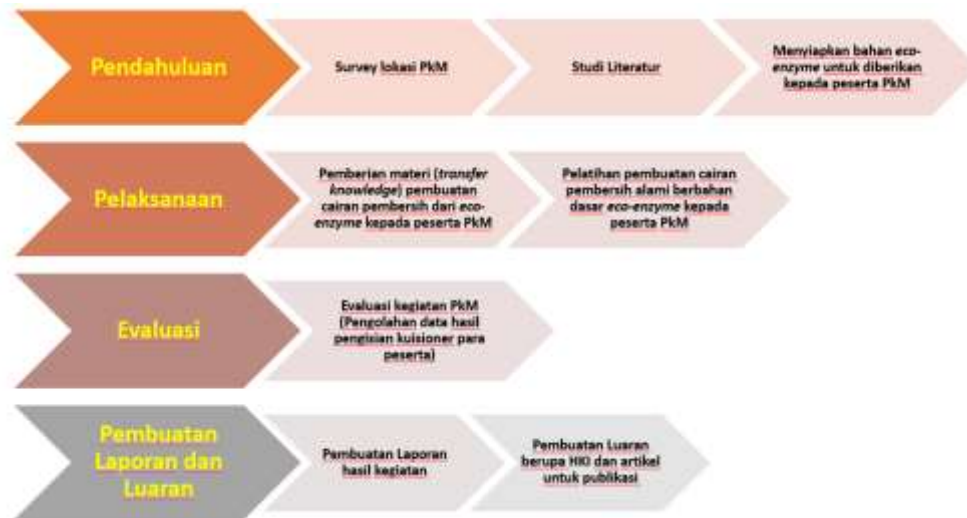 Pendahuluan
Survey lokasi PkM
Studi Literatur
Menyiapkan bahan eco-
enzyme untuk diberikan
kepada peserta PkM
Pelaksanaan
Pemberian materi (transfer
knowledge) pembuatan
cairan pembersih dari eco-
enzyme kepada peserta PkM
Pelatihan pembuatan cairan
pembersih alami berbahan
dasar eco-enzyme kepada
peserta PkM
Evaluasi
Evaluasi kegiatan PkM
(Pengolahan data hasil
pengisian kuisioner para
peserta)
Pembuatan
Laporan dan
Luaran
Pembuatan Laporan
hasil kegiatan
Pembuatan Luaran
berupa HKI dan artikel
untuk publikasi